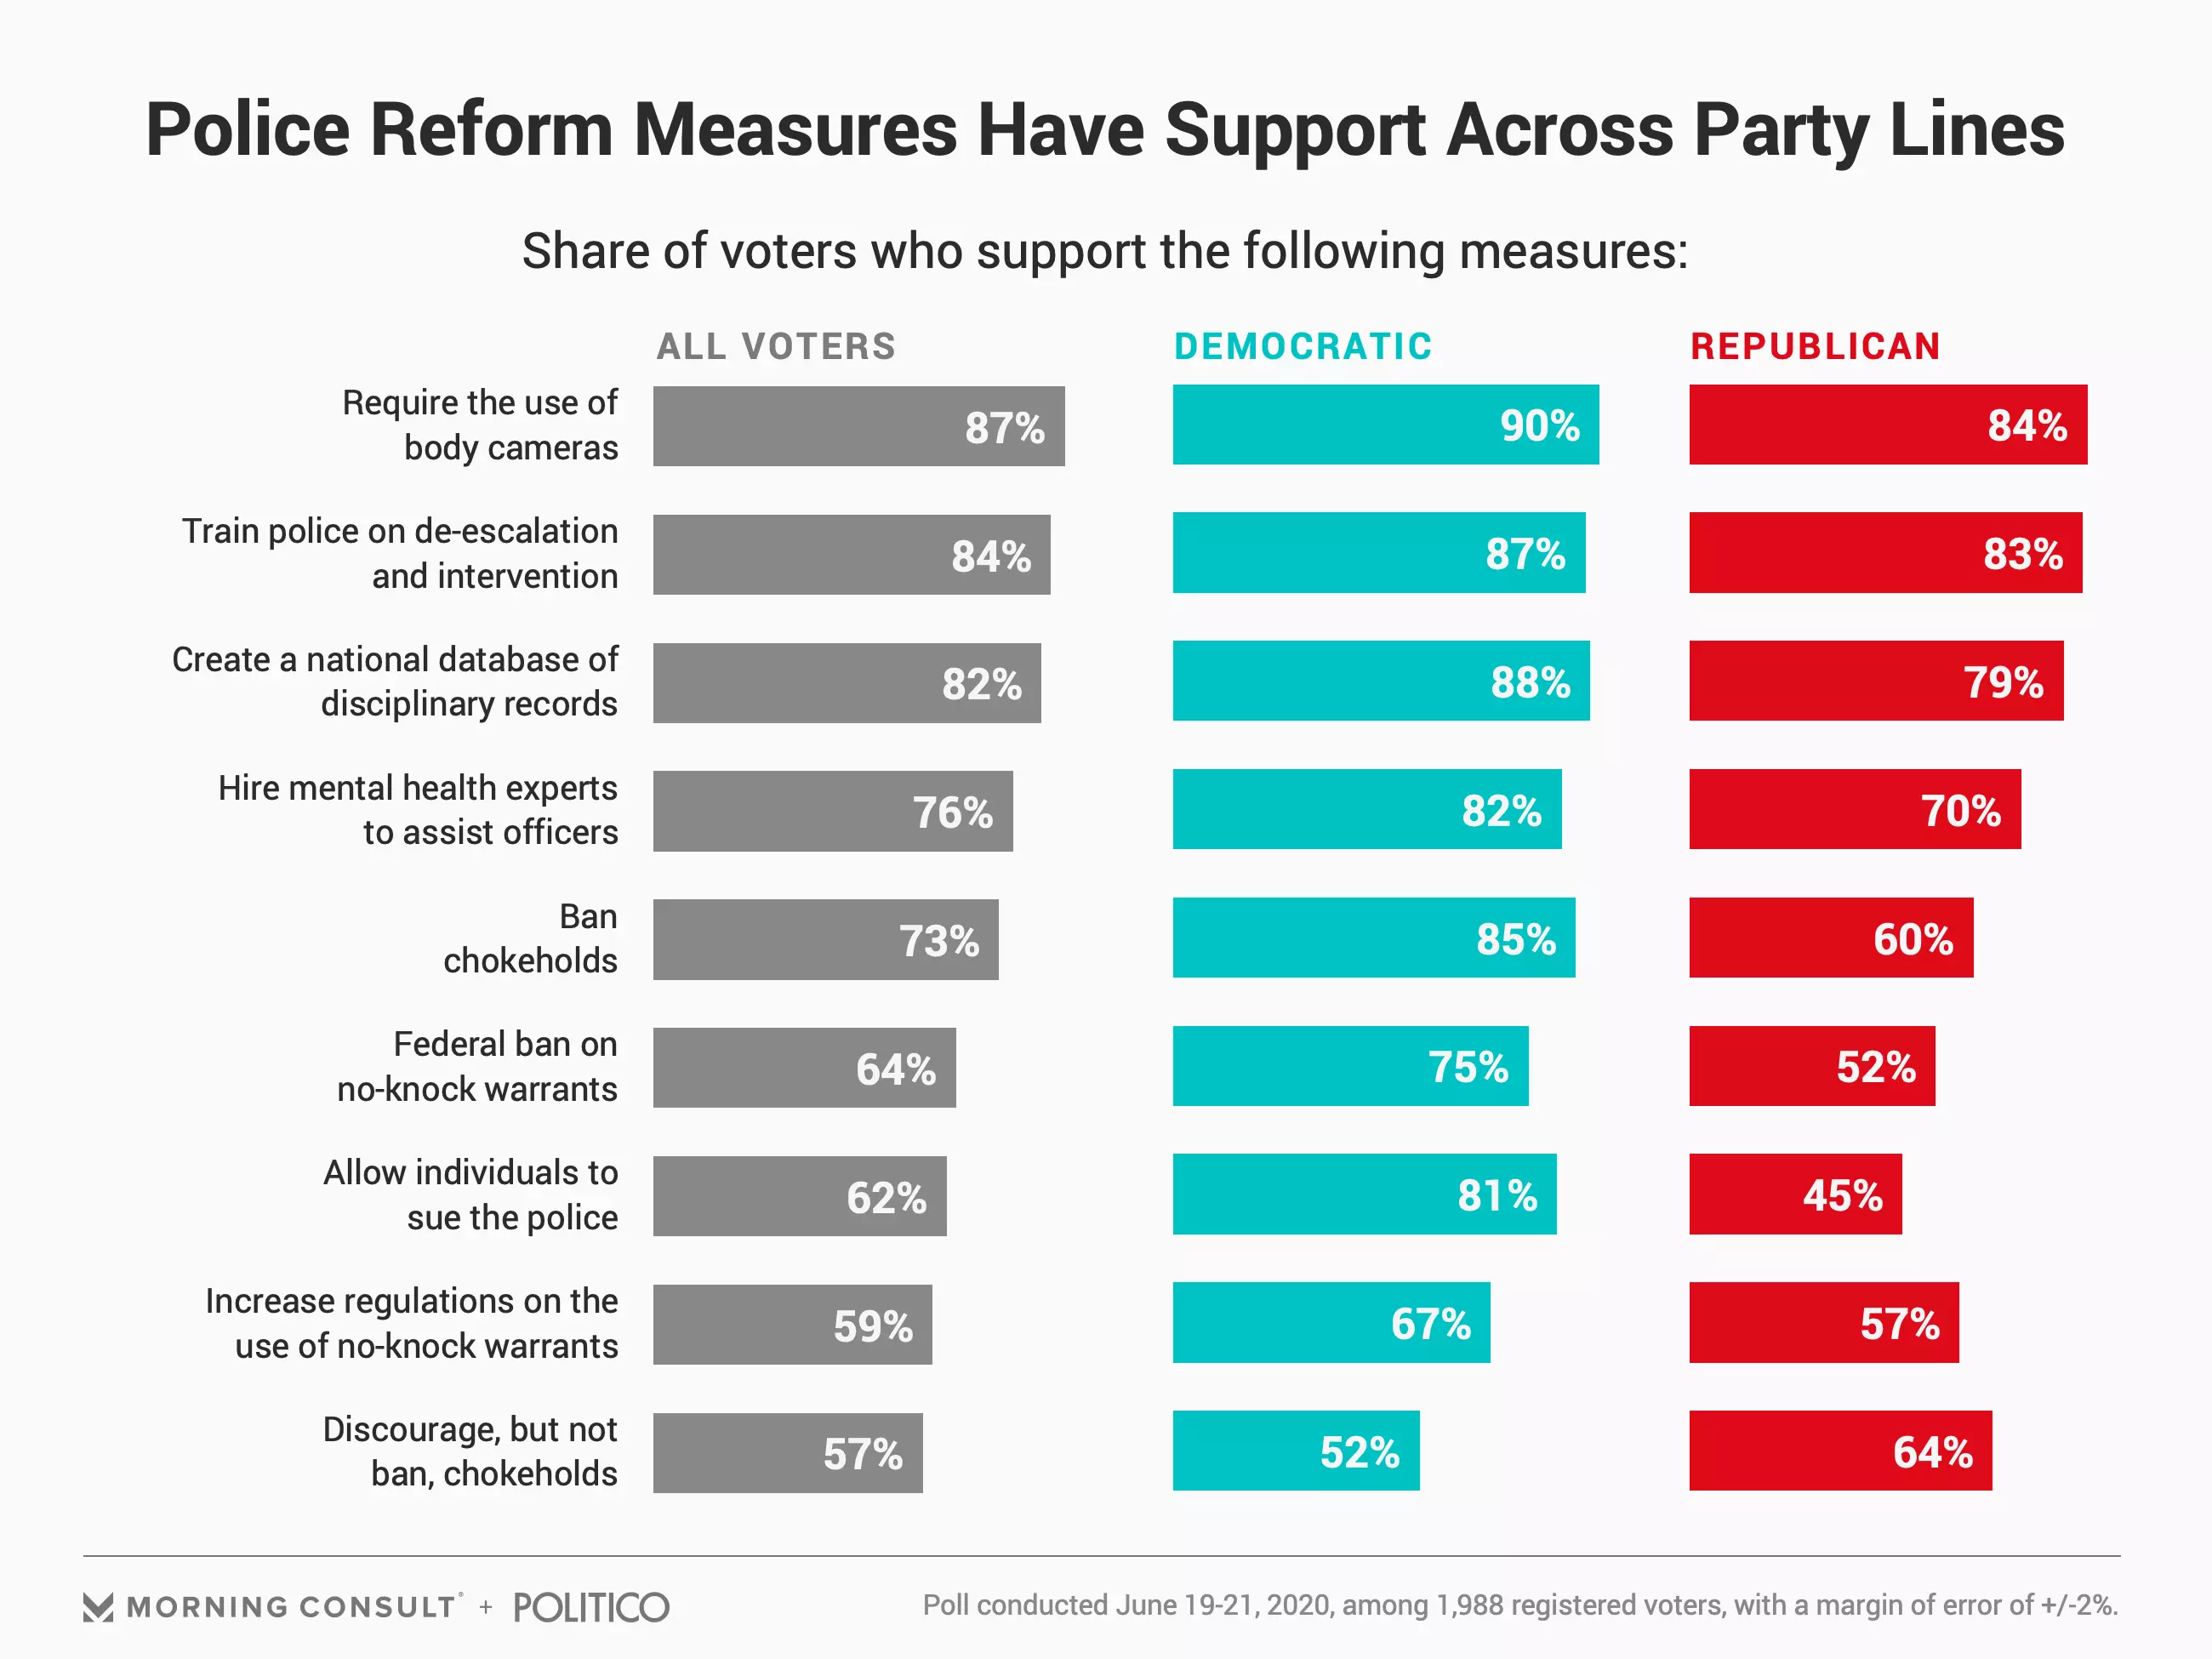 Police Reform Measures Have Support Across Party Lines
Share of voters who support the following measures:
ALL VOTERS DEMOCRATIC REPUBLICAN
Require the use of
body cameras
87% 90% 84%
Train police on de-escalation
and intervention
84% 87% 83%
Create a national database of
disciplinary records
82% 88% 79%
Hire mental health experts
to assist officers
76% 82% 70%
Ban
chokeholds
73% 85% 60%
Federal ban on
no-knock warrants
64% 75% 52%
Allow individuals to
sue the police
62% 81% 45%
Increase regulations on the
use of no-knock warrants
59% 67% 57%
Discourage, but not
ban, chokeholds
57% 52% 64%
MORNING CONSULT® + POLITICO
Poll conducted June 19-21, 2020, among 1,988 registered voters, with a margin of error of +/-2%.